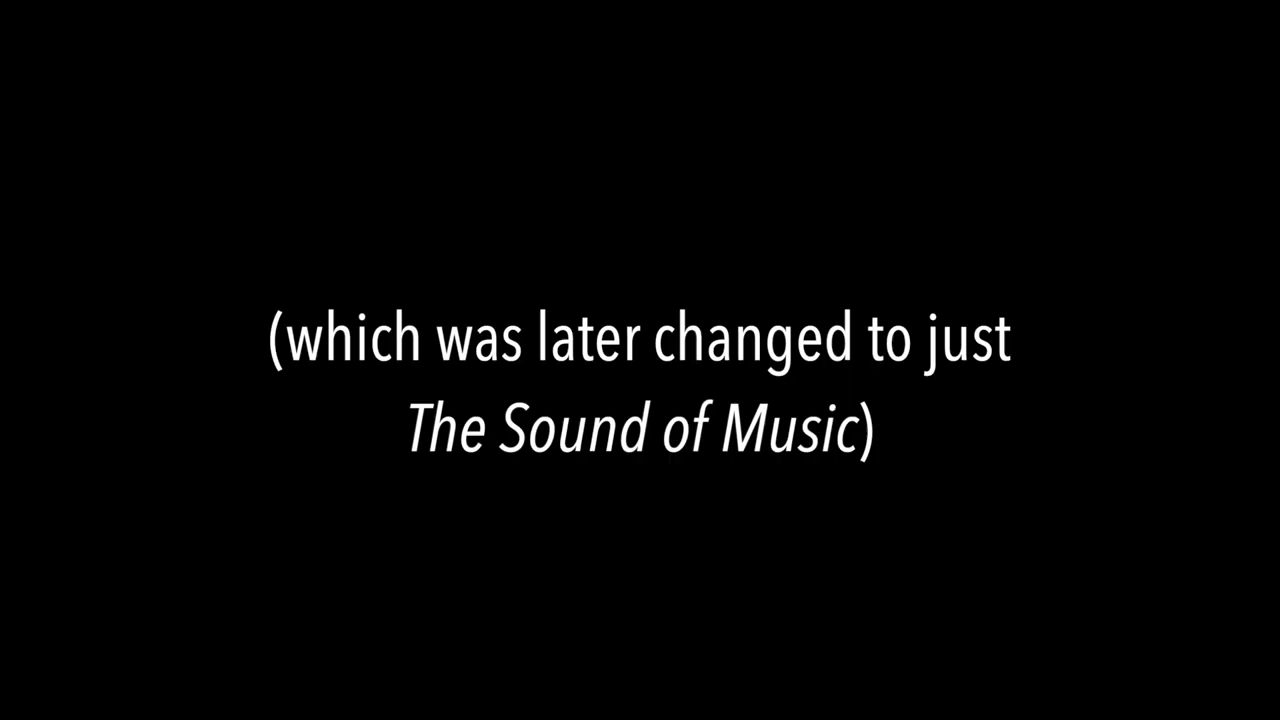 (which was later changed to just
The Sound of Music)